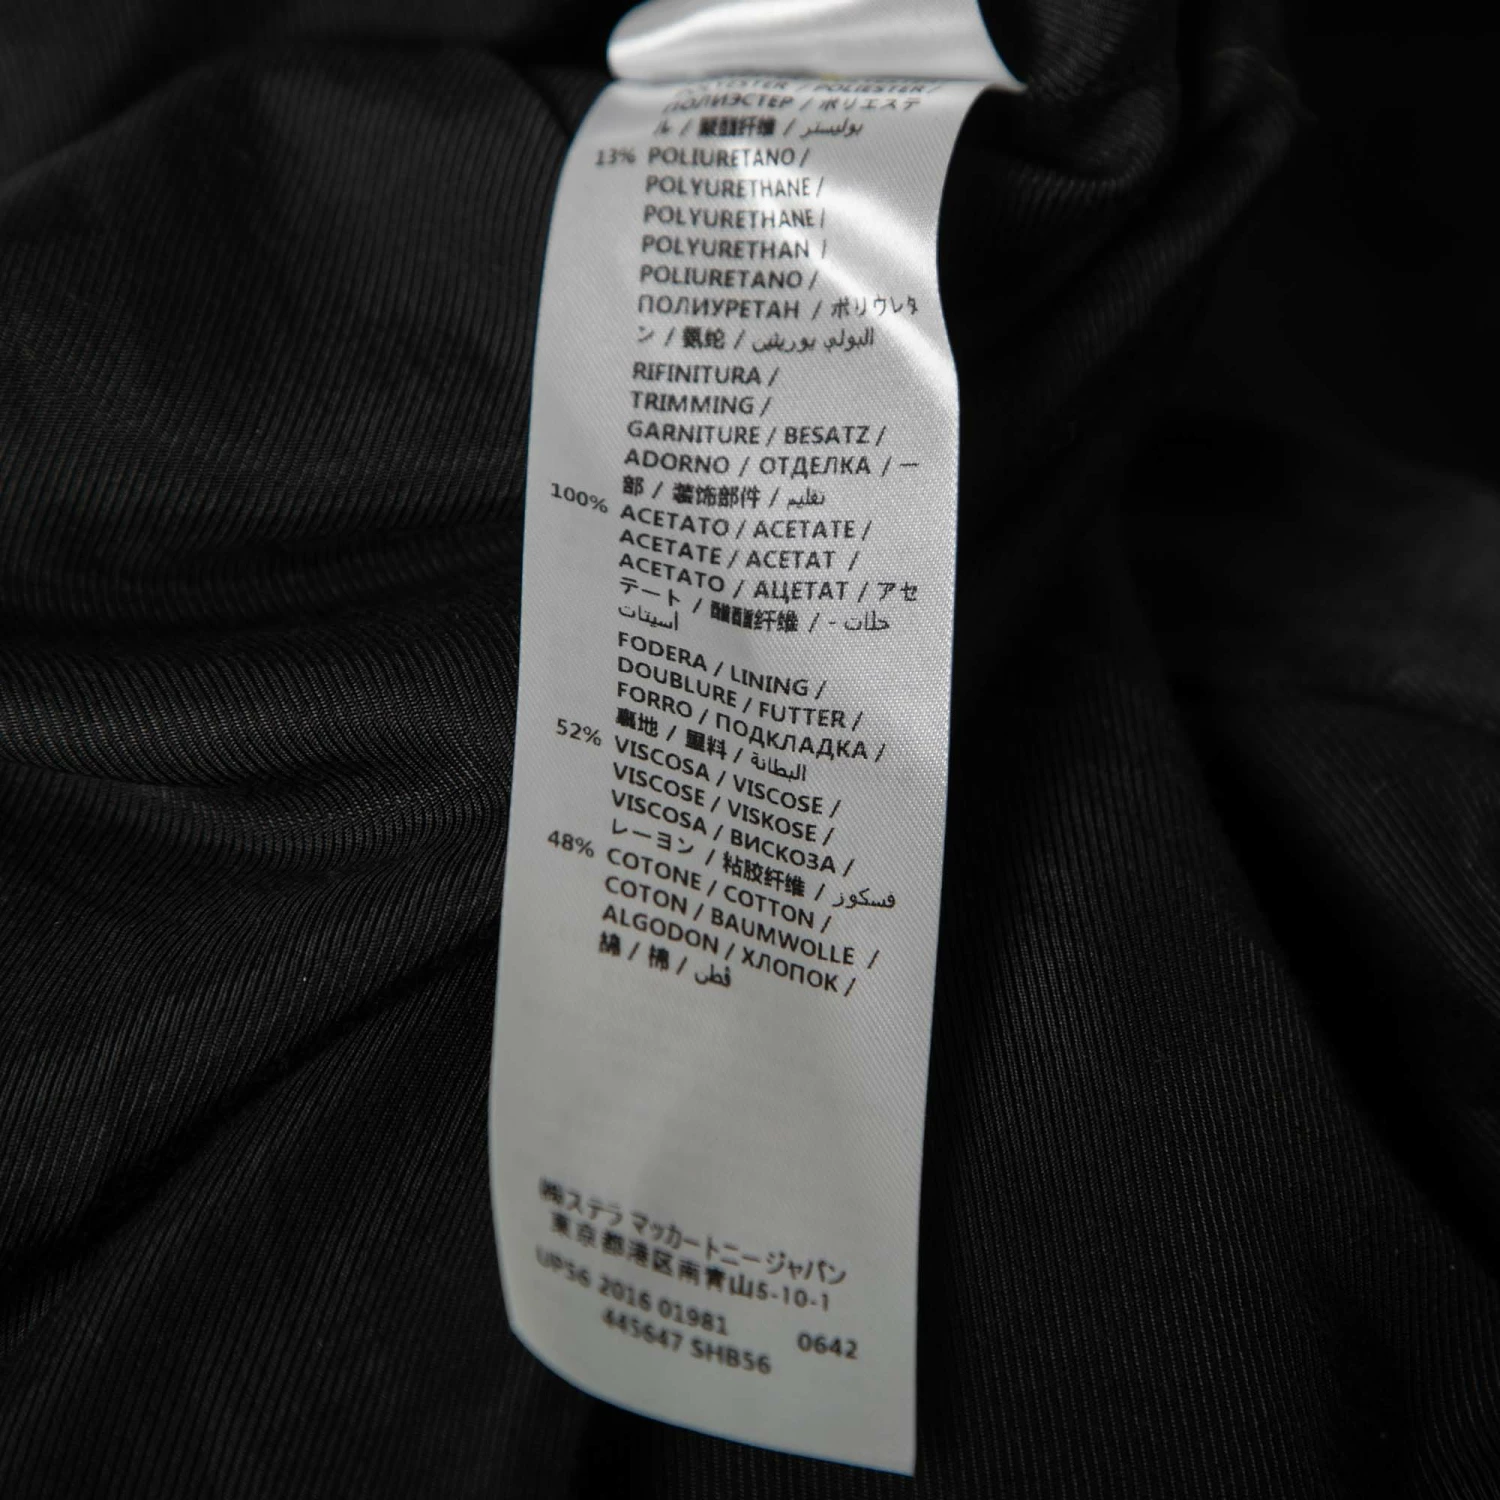 POLYESTER / POLIESTER /
ПОЛИЭСТЕР / ポリエステ
ル / 聚酯纤维 / بوليستر
13% POLIURETANO /
POLYURETHANE /
POLYURETHANE /
POLYURETHAN /
POLIURETANO /
ПОЛИУРЕТАН / ポリウレタ
ン / 氨纶 / البولي يوريثين
RIFINITURA /
TRIMMING /
GARNITURE / BESATZ /
ADORNO / ОТДЕЛКА / 一
部 / 装饰部件 / تقليم
100% ACETATO / ACETATE /
ACETATE / ACETAT /
ACETATO / АЦЕТАТ / アセ
テート / 醋酯纤维 / - خلات
أسيتات
FODERA / LINING /
DOUBLURE / FUTTER /
FORRO / ПОДКЛАДКА /
裏地 / 里料 / البطانة
52% VISCOSA / VISCOSE /
VISCOSE / VISKOSE /
VISCOSA / ВИСКОЗА /
レーヨン / 粘胶纤维 / فسكوز
48% COTONE / COTTON /
COTON / BAUMWOLLE /
ALGODON / ХЛОПОК /
綿 / 棉 / قطن
㈱ステラ マッカートニー ジャパン
東京都港区南青山5-10-1
UP56 2016 01981 0642
445647 SHB56